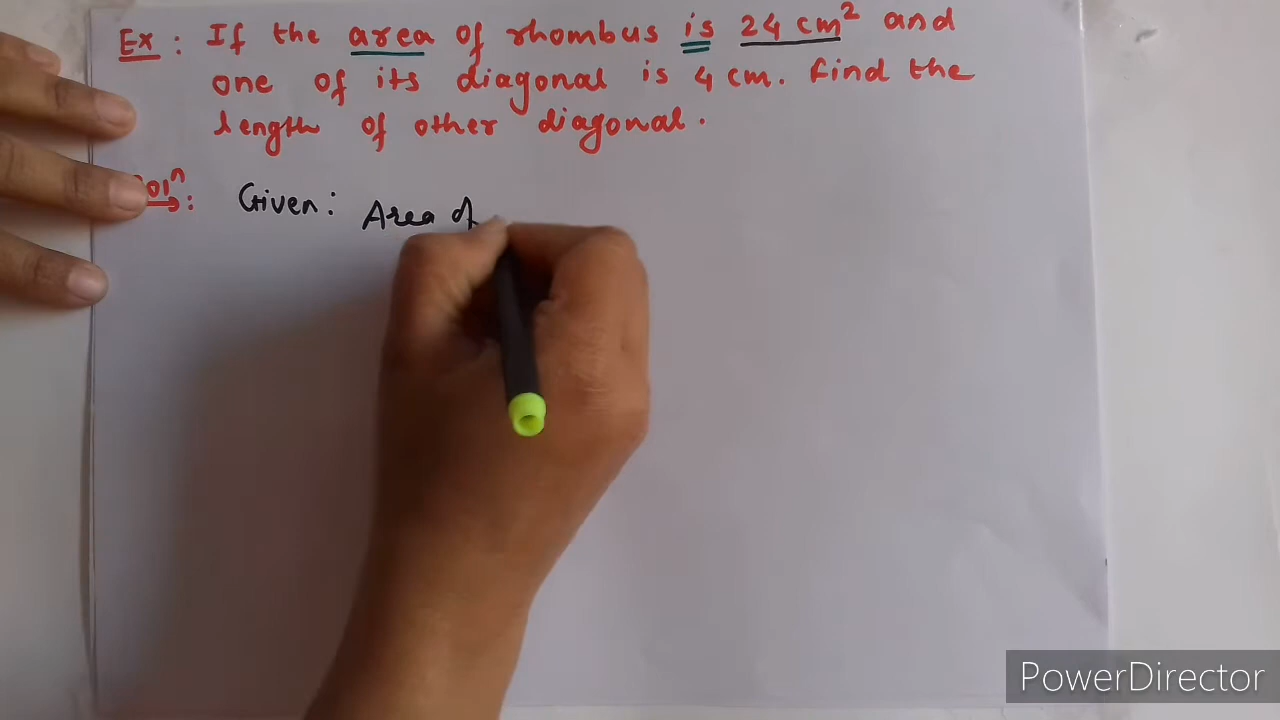 Ex : If the area of rhombus is 24 cm² and
one of its diagonal is 4 cm. Find the
length of other diagonal.
Given: Area of
PowerDirector